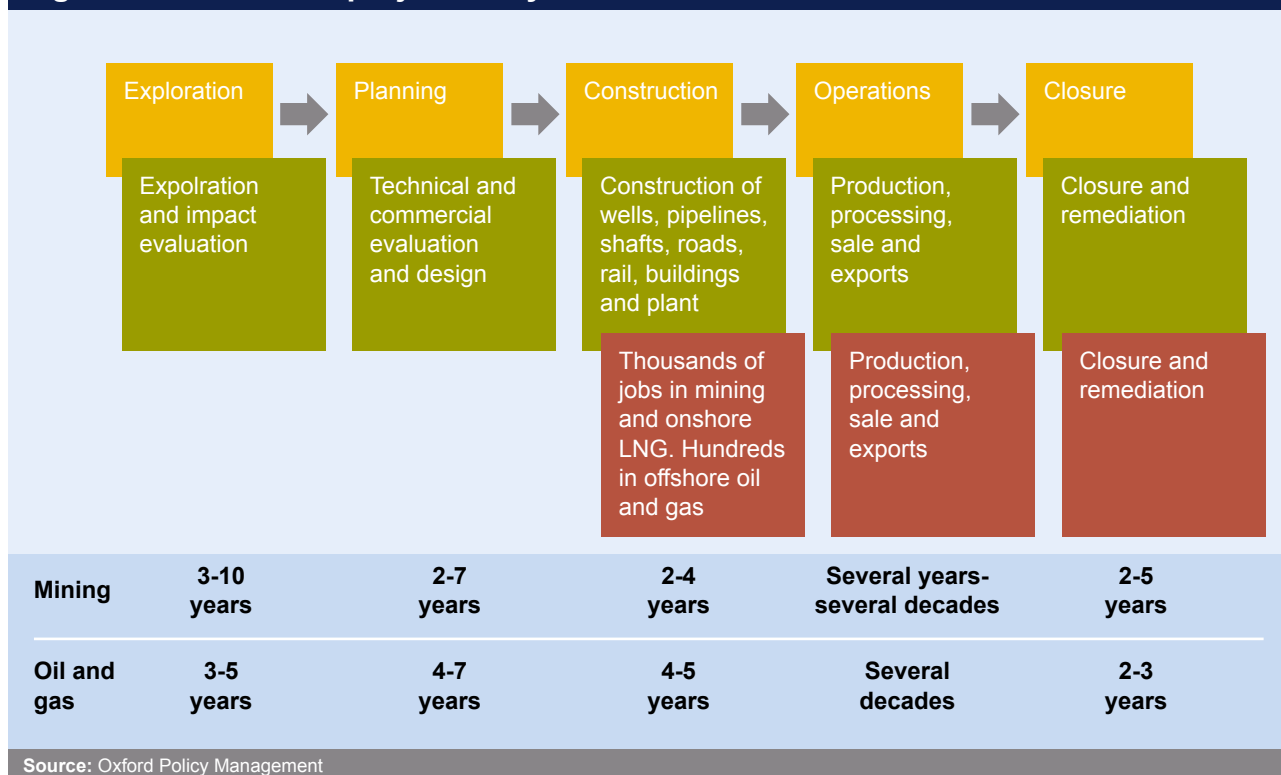 Exploration
Planning
Construction
Operations
Closure
Expolration
and impact
evaluation
Technical and
commercial
evaluation
and design
Construction of
wells, pipelines,
shafts, roads,
rail, buildings
and plant
Production,
processing,
sale and
exports
Closure and
remediation
Thousands of
jobs in mining
and onshore
LNG. Hundreds
in offshore oil
and gas
Production,
processing,
sale and
exports
Closure and
remediation
Mining
3-10
years
2-7
years
2-4
years
Several years-
several decades
2-5
years
Oil and
gas
3-5
years
4-7
years
4-5
years
Several
decades
2-3
years
Source: Oxford Policy Management